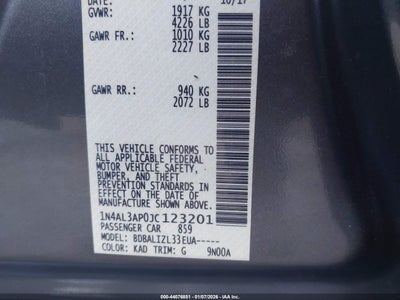 DATE: 10/17
GVWR: 1917 KG
4226 LB
GAWR FR: 1010 KG
2227 LB
GAWR RR: 940 KG
2072 LB
THIS VEHICLE CONFORMS TO ALL
APPLICABLE FEDERAL
MOTOR VEHICLE SAFETY,
BUMPER, AND THEFT
PREVENTION STANDARDS IN
EFFECT ON THE DATE OF
MANUFACTURE SHOWN ABOVE.
1N4AL3AP0JC123201
PASSENGER CAR 859
MODEL: BDBALIZL33EUA-----
COLOR: KAD TRIM: G 9N00A
000-44079851 | 01/07/2026 | IAA